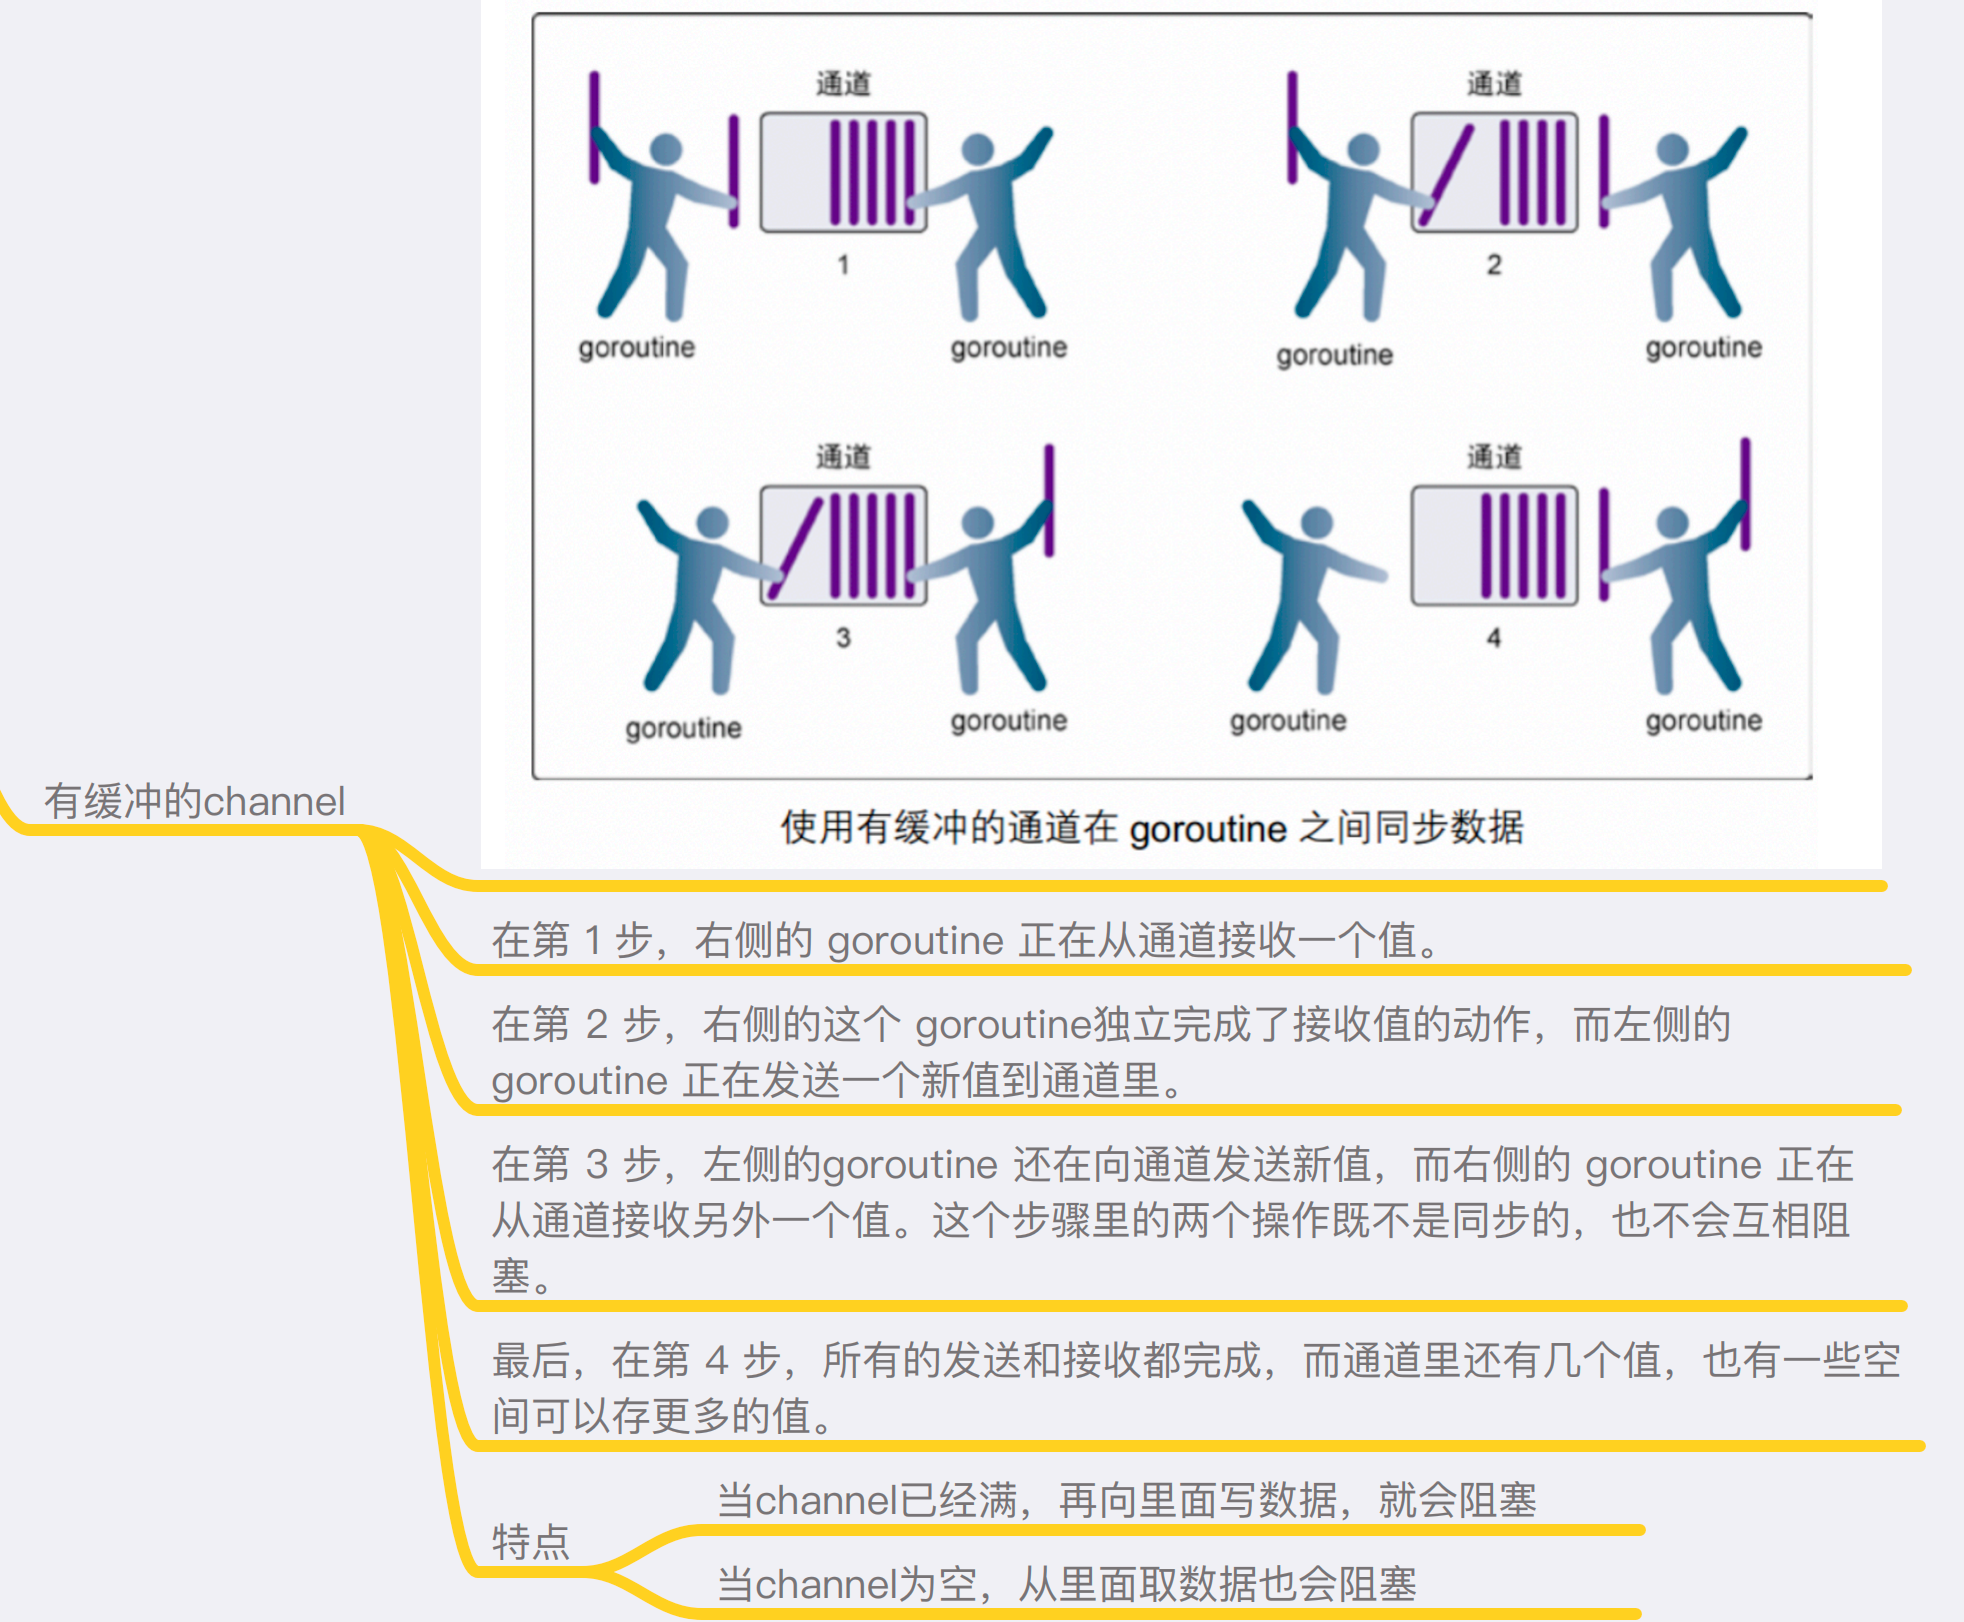 通道
通道
1
2
goroutine
goroutine
goroutine
goroutine
通道
通道
3
4
goroutine
goroutine
goroutine
goroutine
使用有缓冲的通道在 goroutine 之间同步数据
有缓冲的channel
在第 1 步，右侧的 goroutine 正在从通道接收一个值。
在第 2 步，右侧的这个 goroutine独立完成了接收值的动作，而左侧的
goroutine 正在发送一个新值到通道里。
在第 3 步，左侧的goroutine 还在向通道发送新值，而右侧的 goroutine 正在
从通道接收另外一个值。这个步骤里的两个操作既不是同步的，也不会互相阻
塞。
最后，在第 4 步，所有的发送和接收都完成，而通道里还有几个值，也有一些空
间可以存更多的值。
特点
当channel已经满，再向里面写数据，就会阻塞
当channel为空，从里面取数据也会阻塞